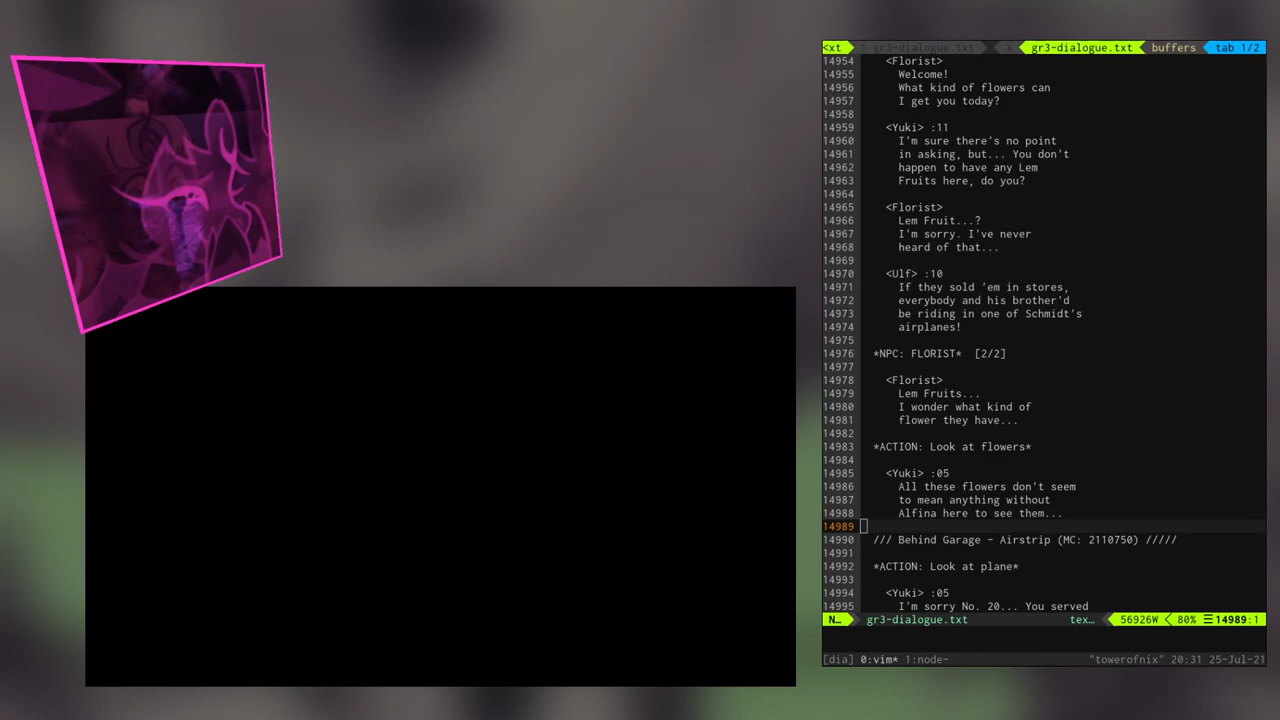 <xt 1 gr3-dialogue.txt X gr3-dialogue.txt buffers tab 1/2
14954 <Florist>
14955 Welcome!
14956 What kind of flowers can
14957 I get you today?
14958
14959 <Yuki> :11
14960 I'm sure there's no point
14961 in asking, but... You don't
14962 happen to have any Lem
14963 Fruits here, do you?
14964
14965 <Florist>
14966 Lem Fruit...?
14967 I'm sorry. I've never
14968 heard of that...
14969
14970 <Ulf> :10
14971 If they sold 'em in stores,
14972 everybody and his brother'd
14973 be riding in one of Schmidt's
14974 airplanes!
14975
14976 *NPC: FLORIST* [2/2]
14977
14978 <Florist>
14979 Lem Fruits...
14980 I wonder what kind of
14981 flower they have...
14982
14983 *ACTION: Look at flowers*
14984
14985 <Yuki> :05
14986 All these flowers don't seem
14987 to mean anything without
14988 Alfina here to see them...
14989
14990 /// Behind Garage - Airstrip (MC: 2110750) /////
14991
14992 *ACTION: Look at plane*
14993
14994 <Yuki> :05
14995 I'm sorry No. 20... You served
N… gr3-dialogue.txt tex… 56926W 80% ☰14989:1
[dia] 0:vim* 1:node- "towerofnix" 20:31 25-Jul-21